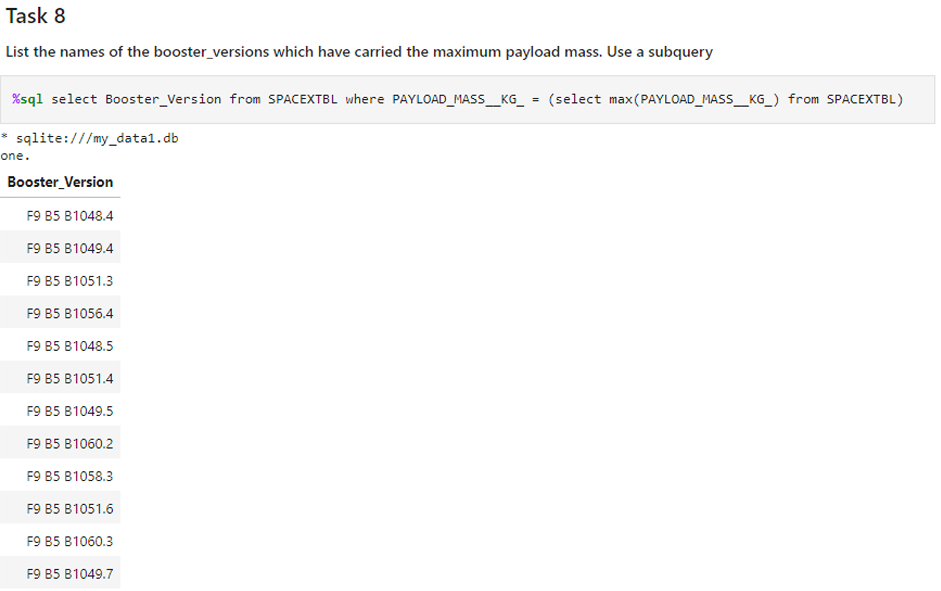 Task 8
List the names of the booster_versions which have carried the maximum payload mass. Use a subquery
%sql select Booster_Version from SPACEXTBL where PAYLOAD_MASS__KG_ = (select max(PAYLOAD_MASS__KG_) from SPACEXTBL)
* sqlite:///my_data1.db
one.
Booster_Version
F9 B5 B1048.4
F9 B5 B1049.4
F9 B5 B1051.3
F9 B5 B1056.4
F9 B5 B1048.5
F9 B5 B1051.4
F9 B5 B1049.5
F9 B5 B1060.2
F9 B5 B1058.3
F9 B5 B1051.6
F9 B5 B1060.3
F9 B5 B1049.7